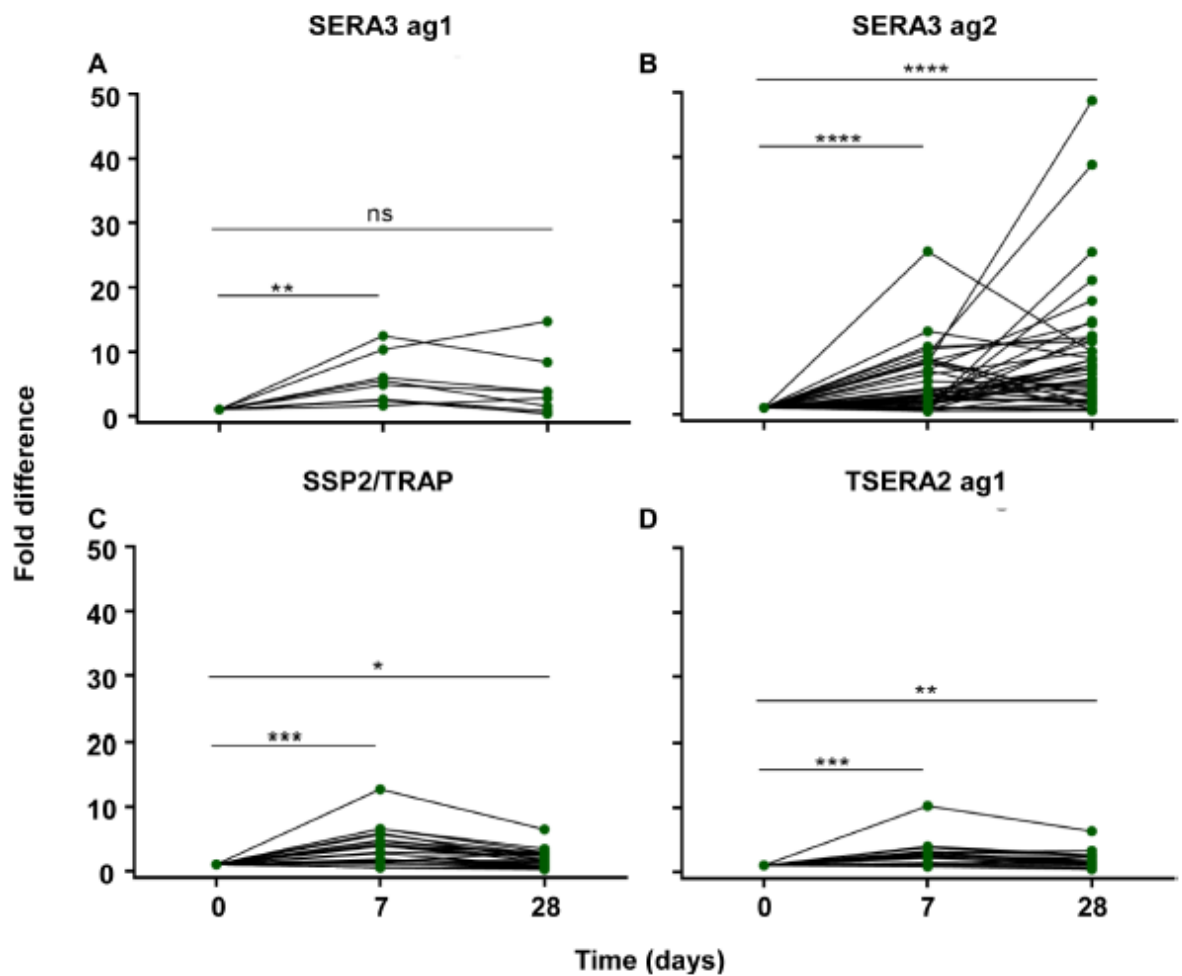 SERA3 ag1
SERA3 ag2
A
B
50
40
30
20
10
0
ns
**
****
****
SSP2/TRAP
TSERA2 ag1
C
D
50
40
30
20
10
0
*
***
**
***
0
7
28
0
7
28
Fold difference
Time (days)